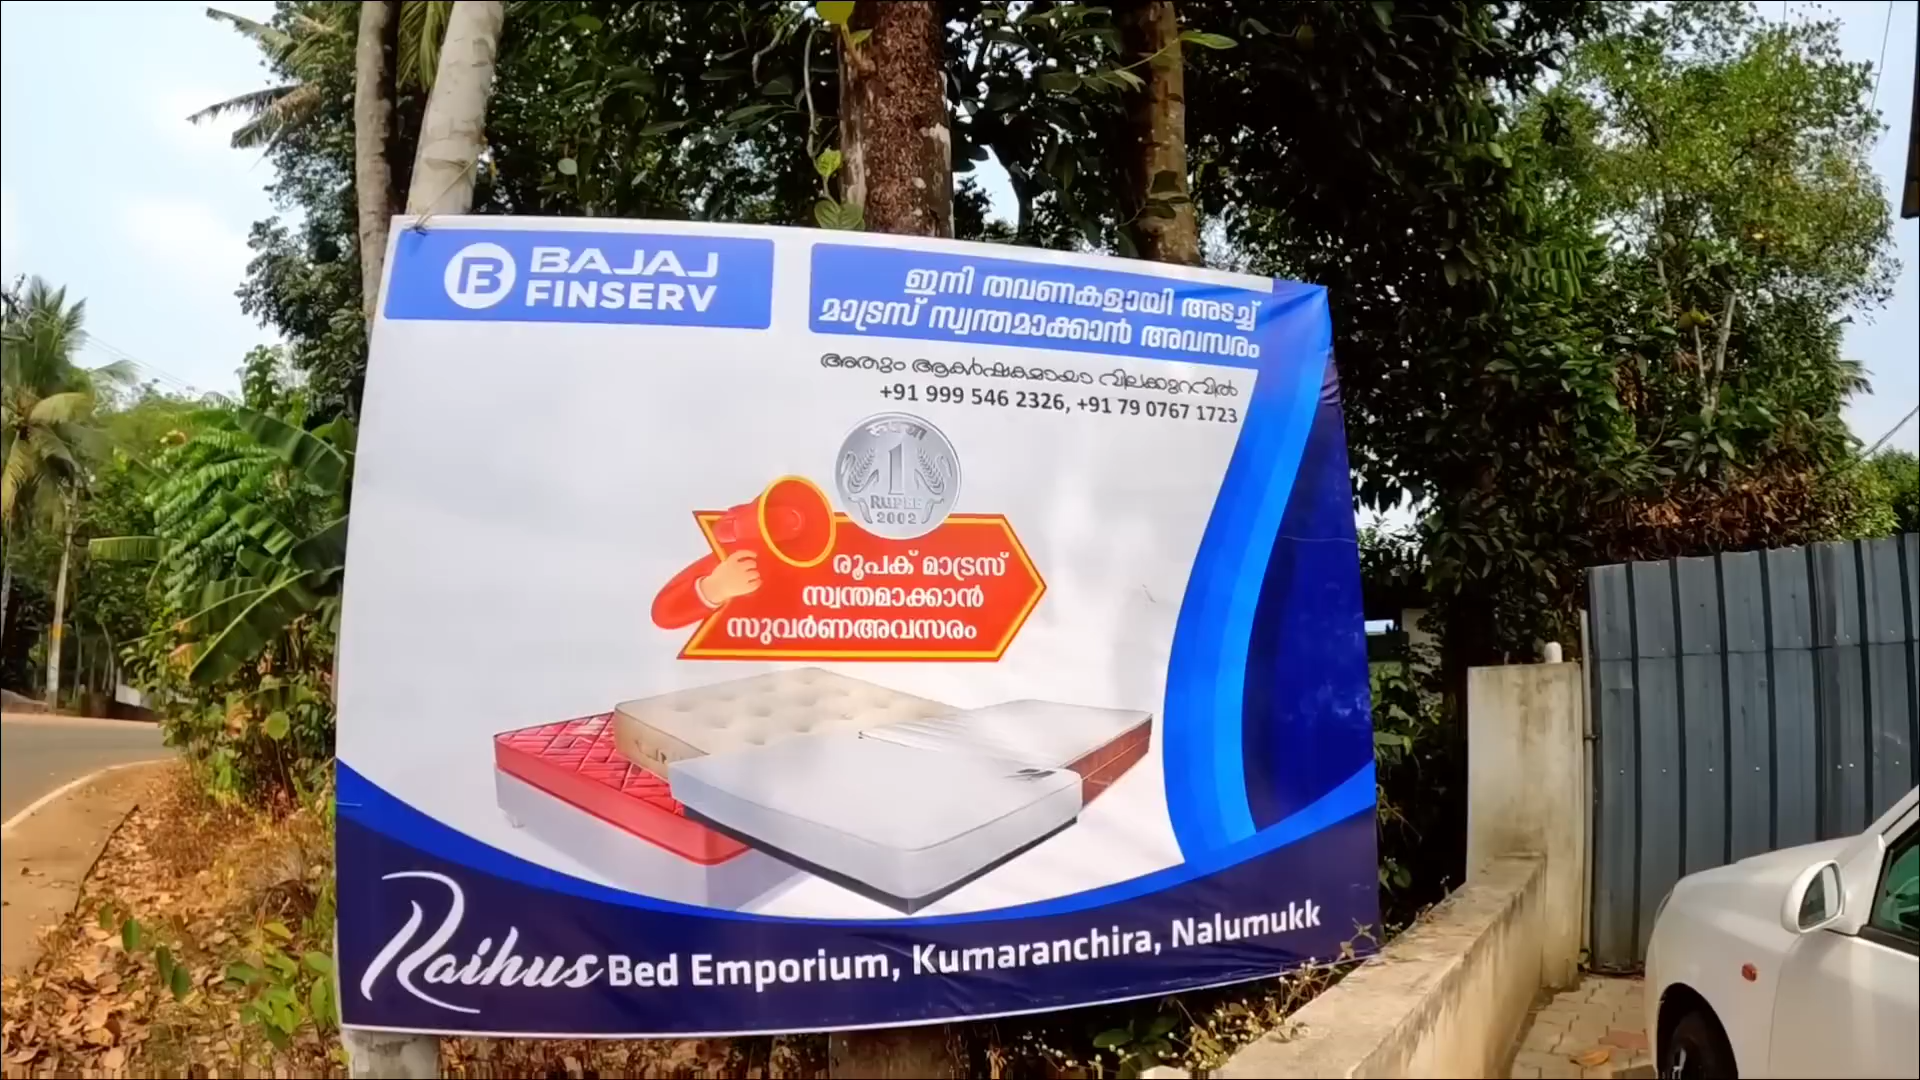 BAJAJ
FINSERV
ഇനി തവണകളായി അടച്ച്
മാട്രസ് സ്വന്തമാക്കാൻ അവസരം
അതും ആകർഷകമായ വിലക്കുറവിൽ
+91 999 546 2326, +91 79 0767 1723
रुपया
1
RUPEE
2002
രൂപക് മാട്രസ്
സ്വന്തമാക്കാൻ
സുവർണഅവസരം
Raihus Bed Emporium, Kumaranchira, Nalumukk